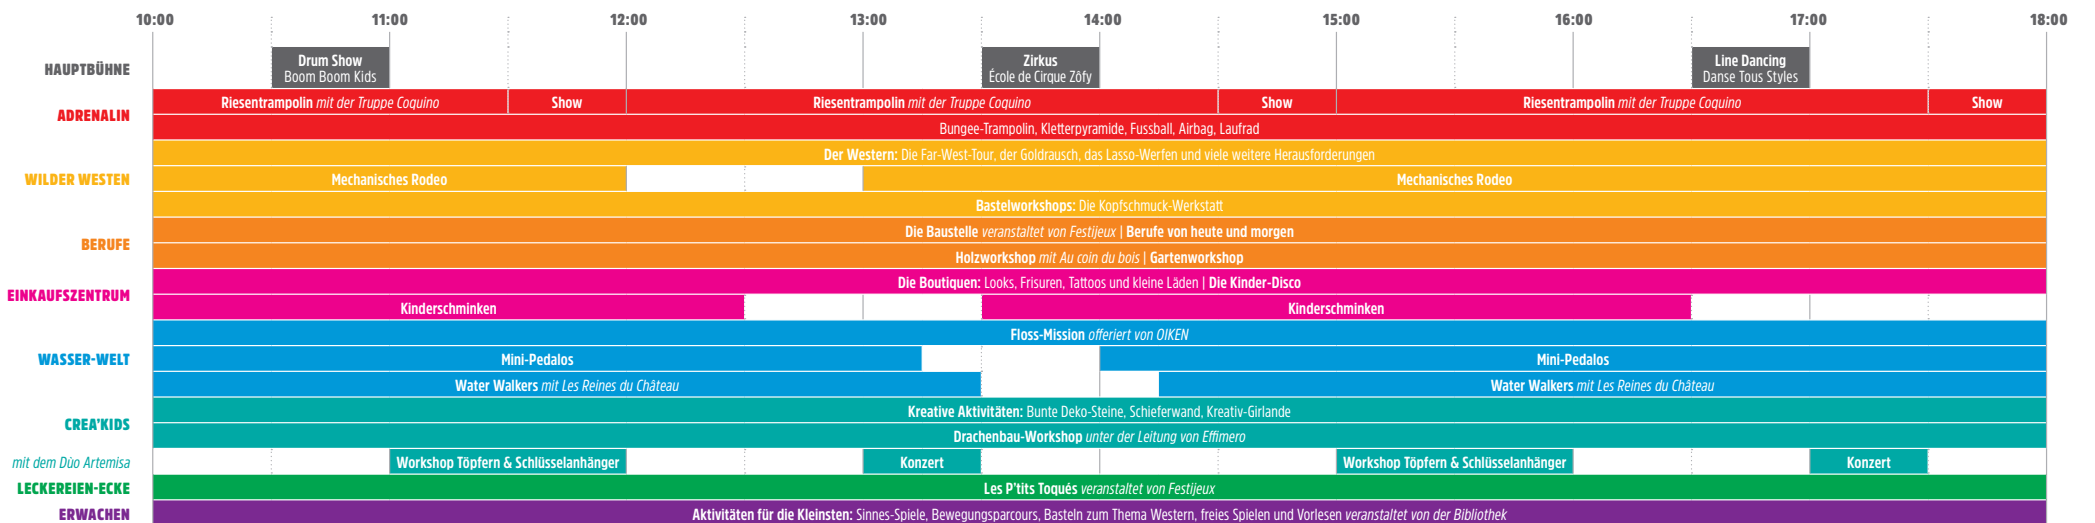 10:00 11:00 12:00 13:00 14:00 15:00 16:00 17:00 18:00
HAUPTBÜHNE
Drum Show
Boom Boom Kids
Zirkus
École de Cirque Zôfy
Line Dancing
Danse Tous Styles
ADRENALIN
Riesentrampolin mit der Truppe Coquino Show Riesentrampolin mit der Truppe Coquino Show Riesentrampolin mit der Truppe Coquino Show
Bungee-Trampolin, Kletterpyramide, Fussball, Airbag, Laufrad
WILDER WESTEN
Der Western: Die Far-West-Tour, der Goldrausch, das Lasso-Werfen und viele weitere Herausforderungen
Mechanisches Rodeo Mechanisches Rodeo
Bastelworkshops: Die Kopfschmuck-Werkstatt
BERUFE
Die Baustelle veranstaltet von Festijeux | Berufe von heute und morgen
Holzworkshop mit Au coin du bois | Gartenworkshop
EINKAUFSZENTRUM
Die Boutiquen: Looks, Frisuren, Tattoos und kleine Läden | Die Kinder-Disco
Kinderschminken Kinderschminken
WASSER-WELT
Floss-Mission offeriert von OIKEN
Mini-Pedalos Mini-Pedalos
Water Walkers mit Les Reines du Château Water Walkers mit Les Reines du Château
CREA'KIDS
Kreative Aktivitäten: Bunte Deko-Steine, Schieferwand, Kreativ-Girlande
Drachenbau-Workshop unter der Leitung von Effimero
mit dem Dùo Artemisa
Workshop Töpfern & Schlüsselanhänger Konzert Workshop Töpfern & Schlüsselanhänger Konzert
LECKEREIEN-ECKE
Les P'tits Toqués veranstaltet von Festijeux
ERWACHEN
Aktivitäten für die Kleinsten: Sinnes-Spiele, Bewegungsparcours, Basteln zum Thema Western, freies Spielen und Vorlesen veranstaltet von der Bibliothek